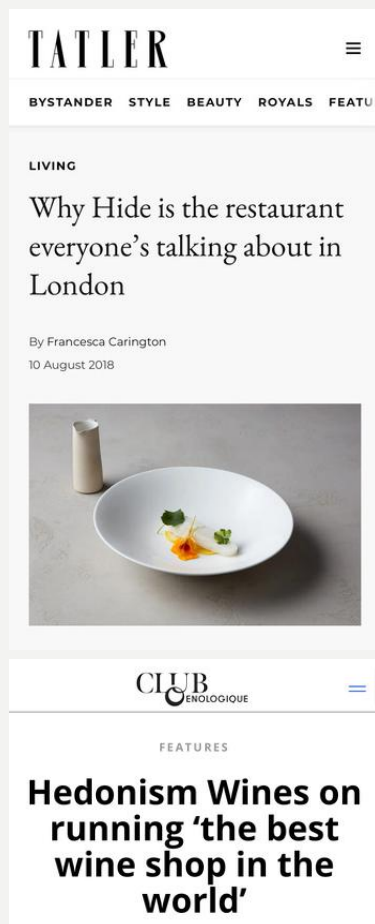 TATLER
BYSTANDER STYLE BEAUTY ROYALS FEATU
LIVING
Why Hide is the restaurant
everyone’s talking about in
London
By Francesca Carington
10 August 2018
CLUB
ENOLOGIQUE
FEATURES
Hedonism Wines on
running ‘the best
wine shop in the
world’